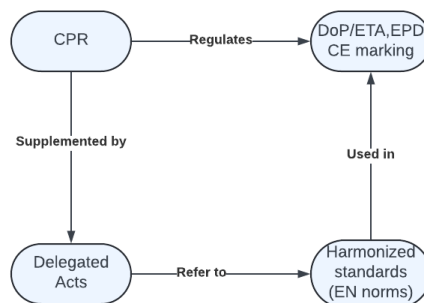 CPR
Regulates
DoP/ETA,EPD
CE marking
Supplemented by
Used in
Delegated
Acts
Refer to
Harmonized
standards
(EN norms)